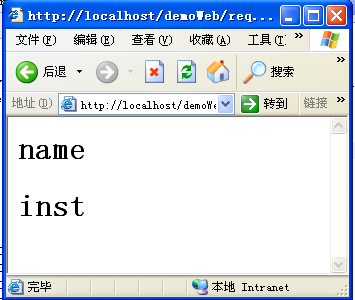 http://localhost/demoWeb/req...
文件(F) 编辑(E) 查看(V) 收藏(A) 工具(T) »
后退 搜索 »
地址(D) http://localhost/demoWe 转到 链接 »
name
inst
完毕 本地 Intranet